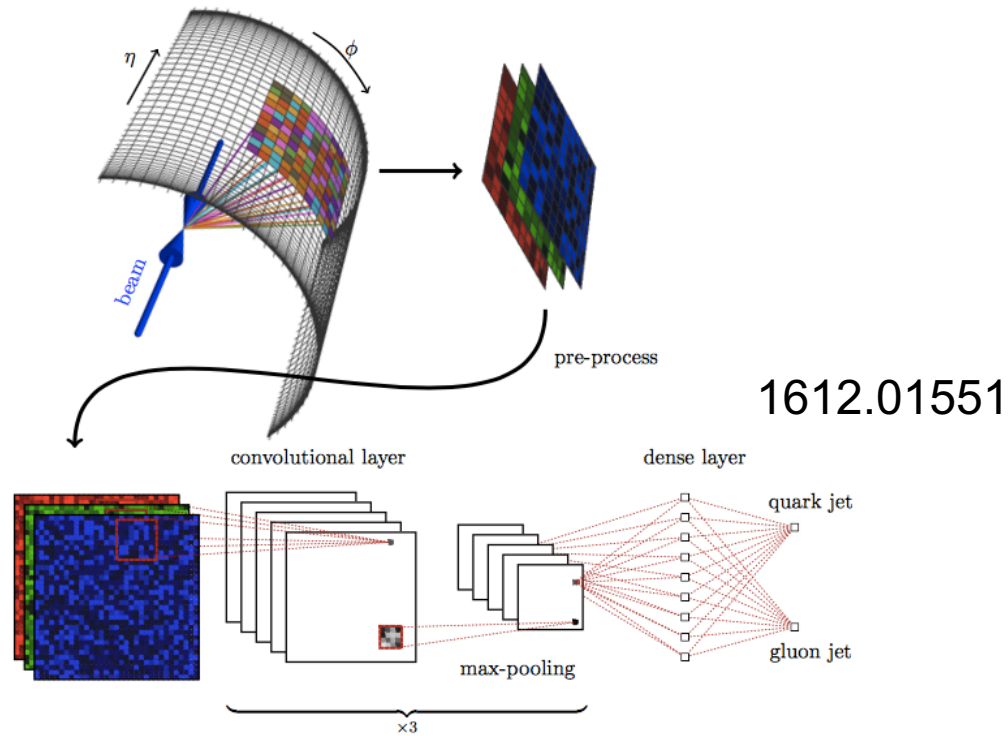 η
ϕ
beam
pre-process
1612.01551
convolutional layer
dense layer
quark jet
gluon jet
max-pooling
×3